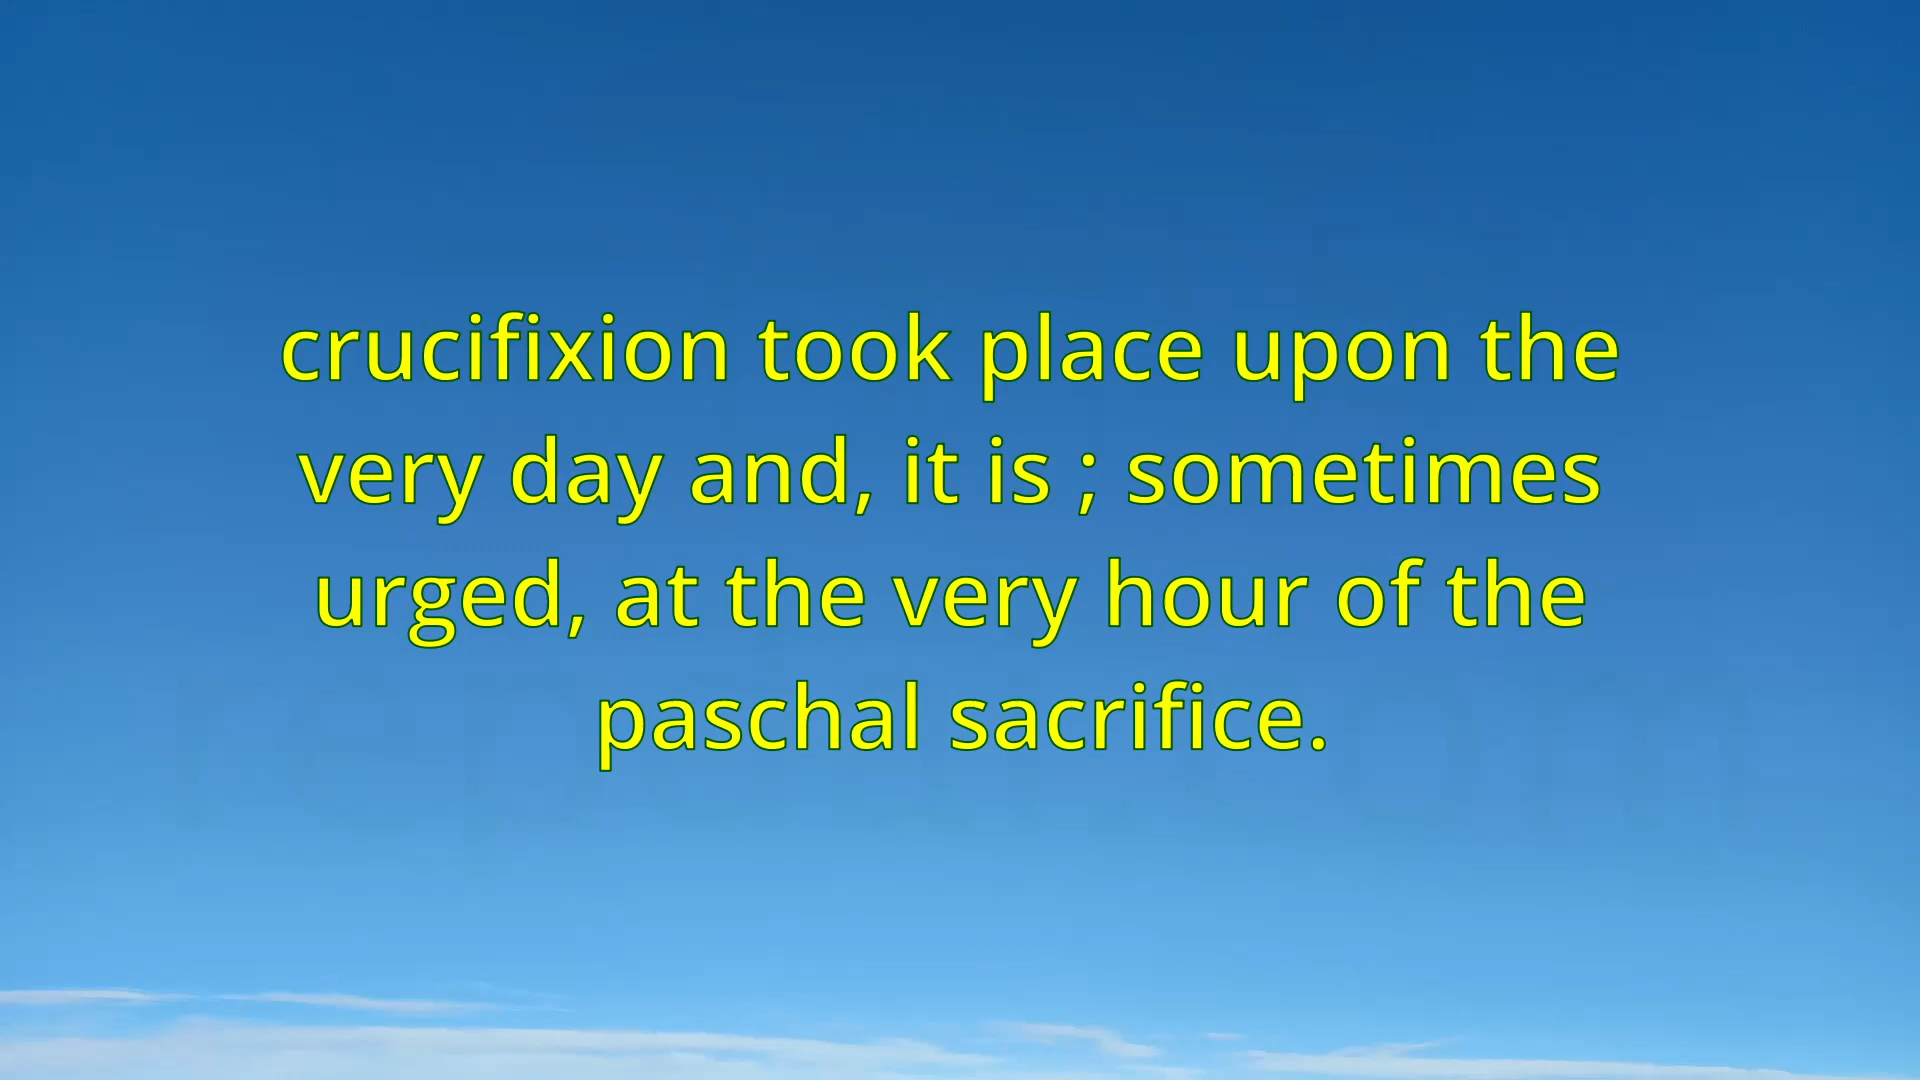 crucifixion took place upon the
very day and, it is ; sometimes
urged, at the very hour of the
paschal sacrifice.